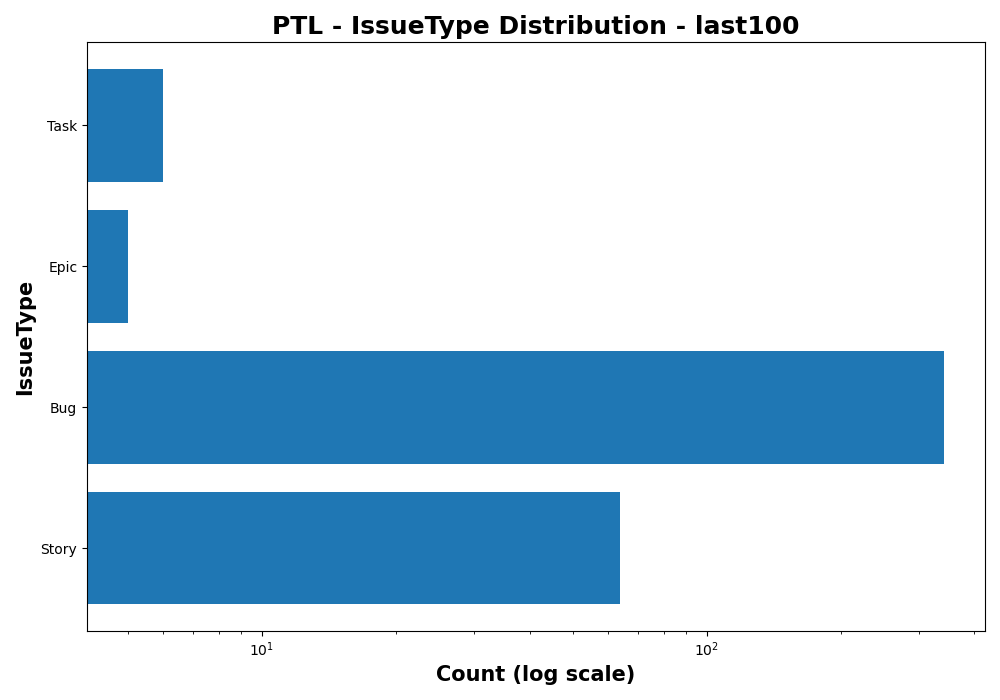 PTL - IssueType Distribution - last100
IssueType
Task
Epic
Bug
Story
10¹
10²
Count (log scale)